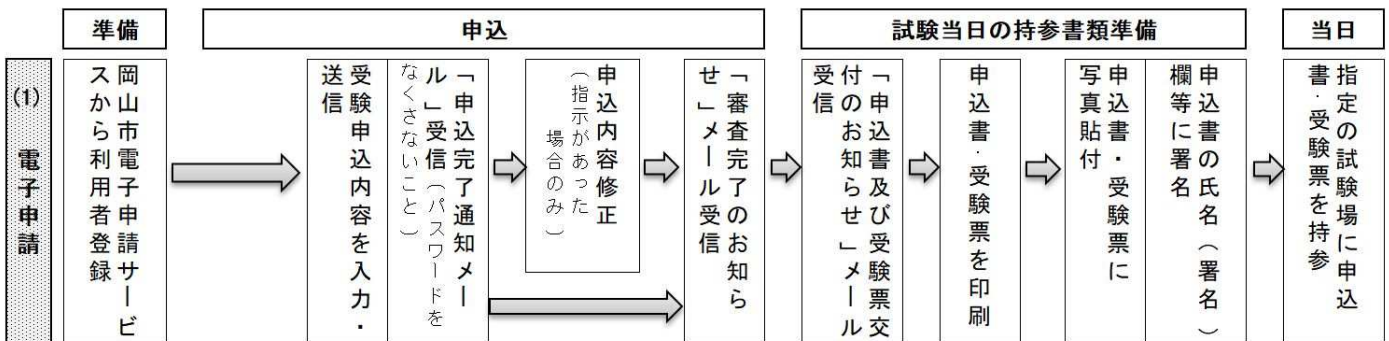 準備
申込
試験当日の持参書類準備
当日
(1)
電子申請
岡山市電子申請サービ
スから利用者登録
受験申込内容を入力・
送信
「申込完了通知メー
ル」受信（パスワードを
なくさないこと）
申込内容修正
（指示があった
場合のみ）
「審査完了のお知ら
せ」メール受信
「申込書及び受験票交
付のお知らせ」メール
受信
申込書・受験票を印刷
申込書・受験票に
写真貼付
申込書の氏名（署名）
欄等に署名
指定の試験場に申込
書・受験票を持参